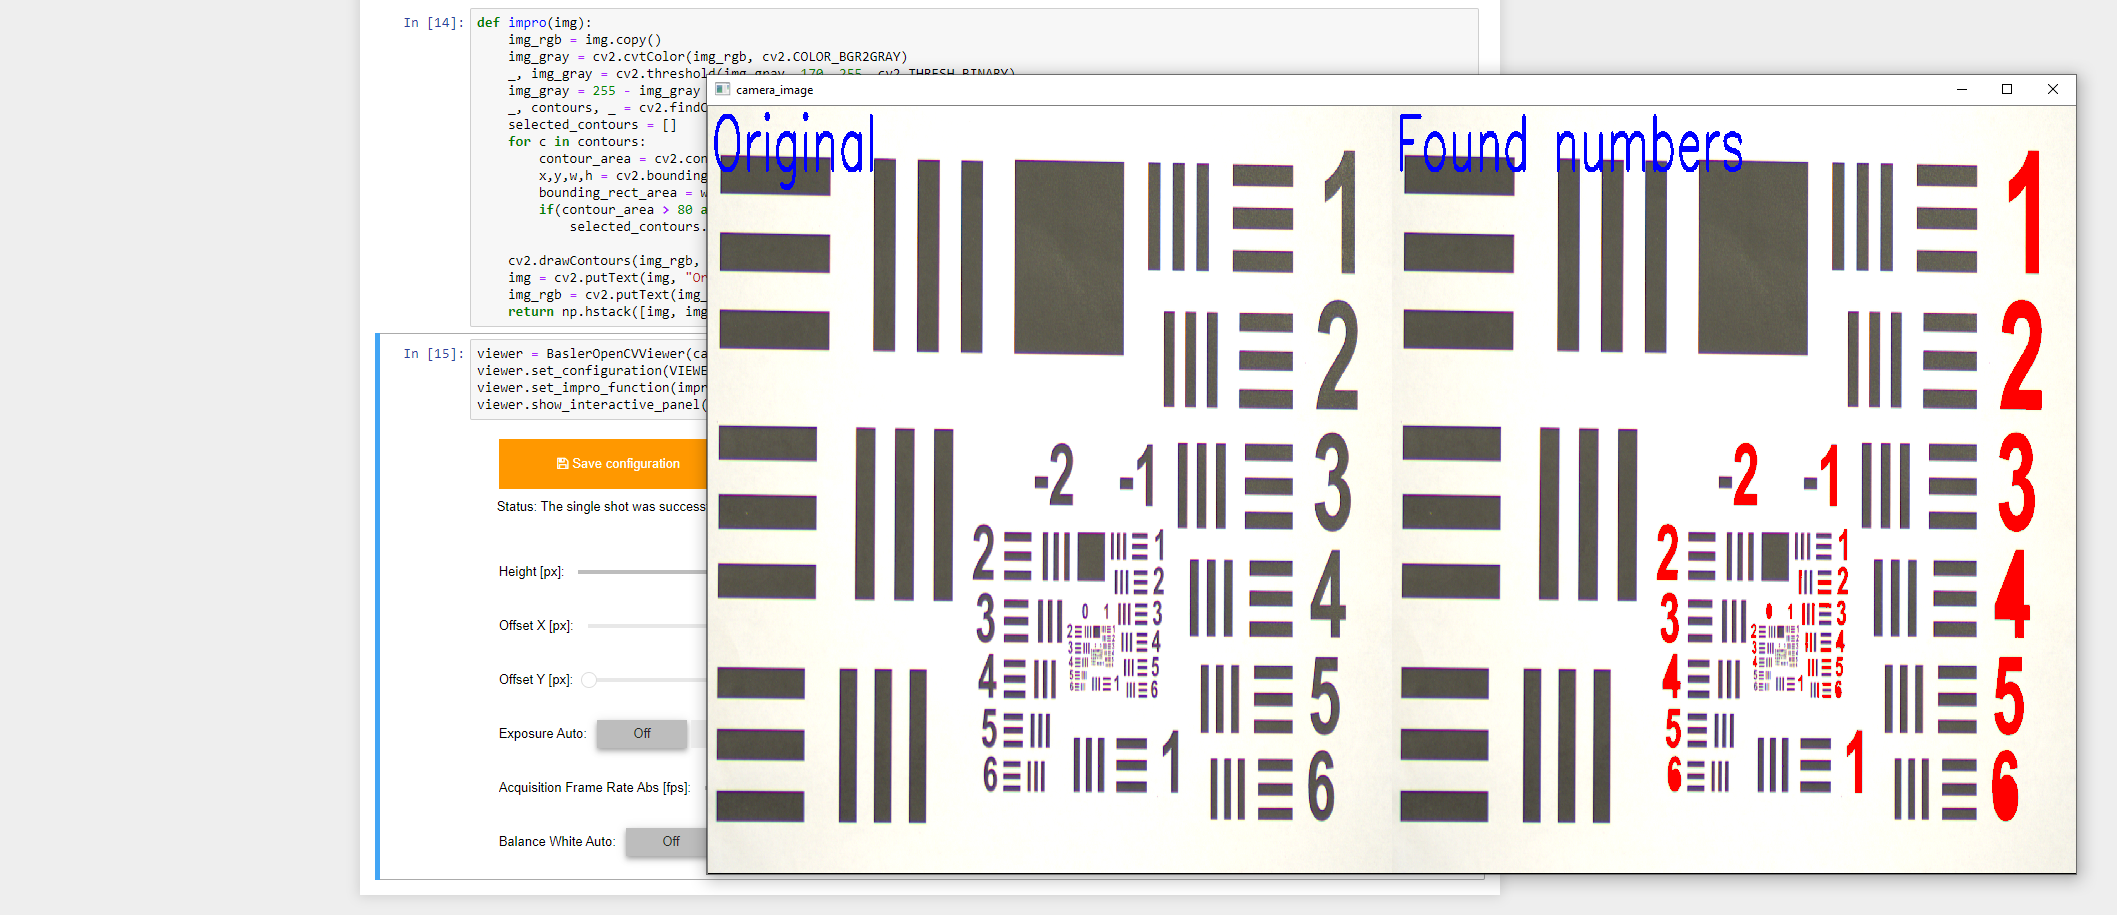 In [14]:
def impro(img):
img_rgb = img.copy()
img_gray = cv2.cvtColor(img_rgb, cv2.COLOR_BGR2GRAY)
_, img_gray = cv2.threshold(img_gray, 170, 255, cv2.THRESH_BINARY)
img_gray = 255 - img_gray
_, contours, _ = cv2.findC
selected_contours = []
for c in contours:
contour_area = cv2.con
x,y,w,h = cv2.bounding
bounding_rect_area = w
if(contour_area > 80 a
selected_contours.
cv2.drawContours(img_rgb,
img = cv2.putText(img, "Or
img_rgb = cv2.putText(img_
return np.hstack([img, img
In [15]:
viewer = BaslerOpenCVViewer(ca
viewer.set_configuration(VIEWE
viewer.set_impro_function(impr
viewer.show_interactive_panel(
Save configuration
Status: The single shot was success
Height [px]:
Offset X [px]:
Offset Y [px]:
Exposure Auto: Off
Acquisition Frame Rate Abs [fps]:
Balance White Auto: Off
camera_image
Original
1
2
-2 -1
3
2 1
2
3 0 1 3
4
4
4 5
6
5
5
1
6
6
Found numbers
1
2
-2 -1
3
2 1
2
3 0 1 3
4
4
4 5
6
5
5
1
6
6